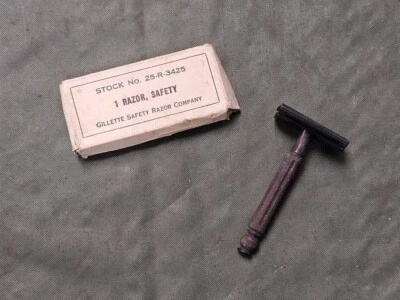 STOCK No. 25-R-3425
1 RAZOR, SAFETY
GILLETTE SAFETY RAZOR COMPANY